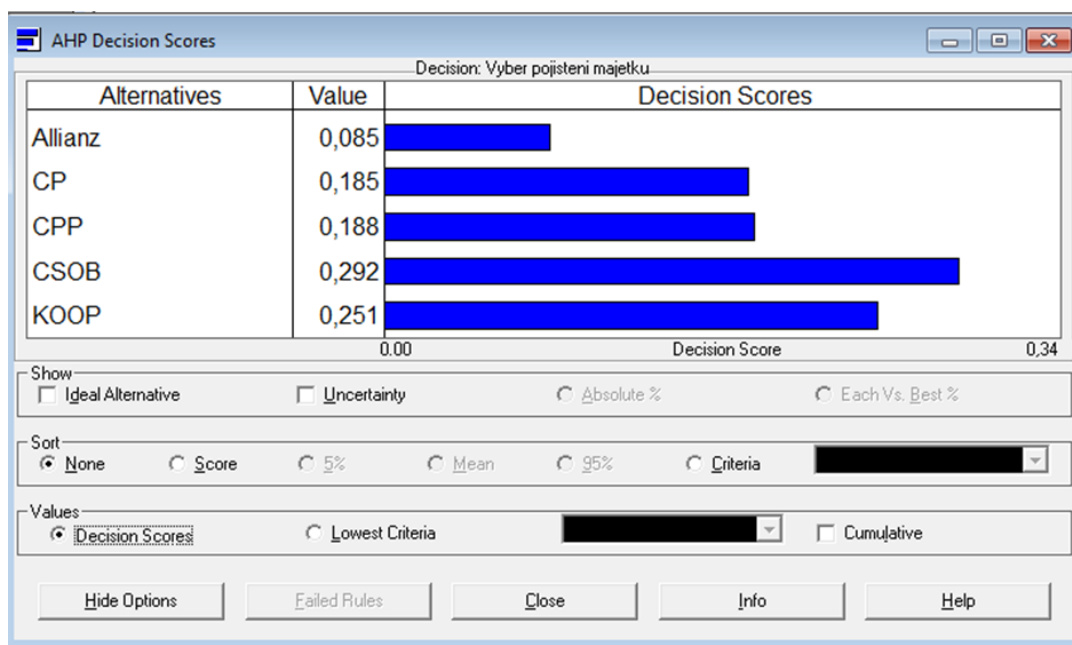 AHP Decision Scores
Decision: Vyber pojisteni majetku
Alternatives Value Decision Scores
Allianz 0,085
CP 0,185
CPP 0,188
CSOB 0,292
KOOP 0,251
0.00 Decision Score 0,34
Show
Ideal Alternative Uncertainty Absolute % Each Vs. Best %
Sort
None Score 5% Mean 95% Criteria
Values
Decision Scores Lowest Criteria Cumulative
Hide Options Failed Rules Close Info Help